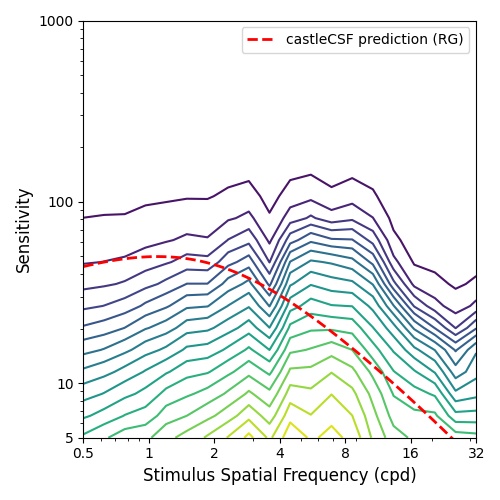 1000
castleCSF prediction (RG)
100
Sensitivity
10
5
0.5 1 2 4 8 16 32
Stimulus Spatial Frequency (cpd)